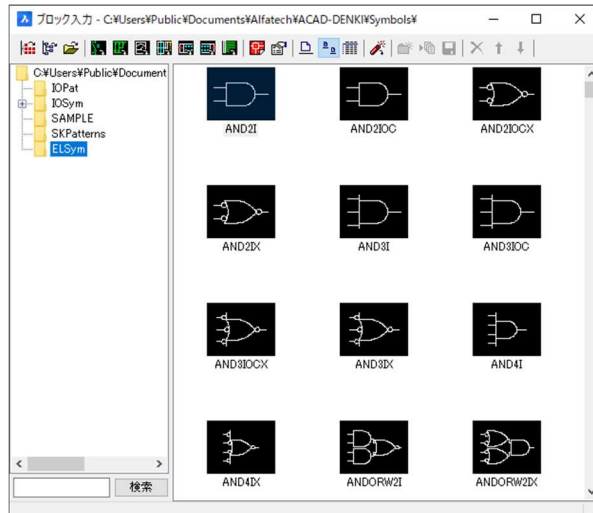 ブロック入力 - C:¥Users¥Public¥Documents¥Alfatech¥ACAD-DENKI¥Symbols¥
C:¥Users¥Public¥Document
IOPat
IOSym
SAMPLE
SKPatterns
ELSym
検索
AND2I
AND2IOC
AND2IOCX
AND2IX
AND3I
AND3IOC
AND3IOCX
AND3IX
AND4I
AND4IX
ANDORW2I
ANDORW2IX